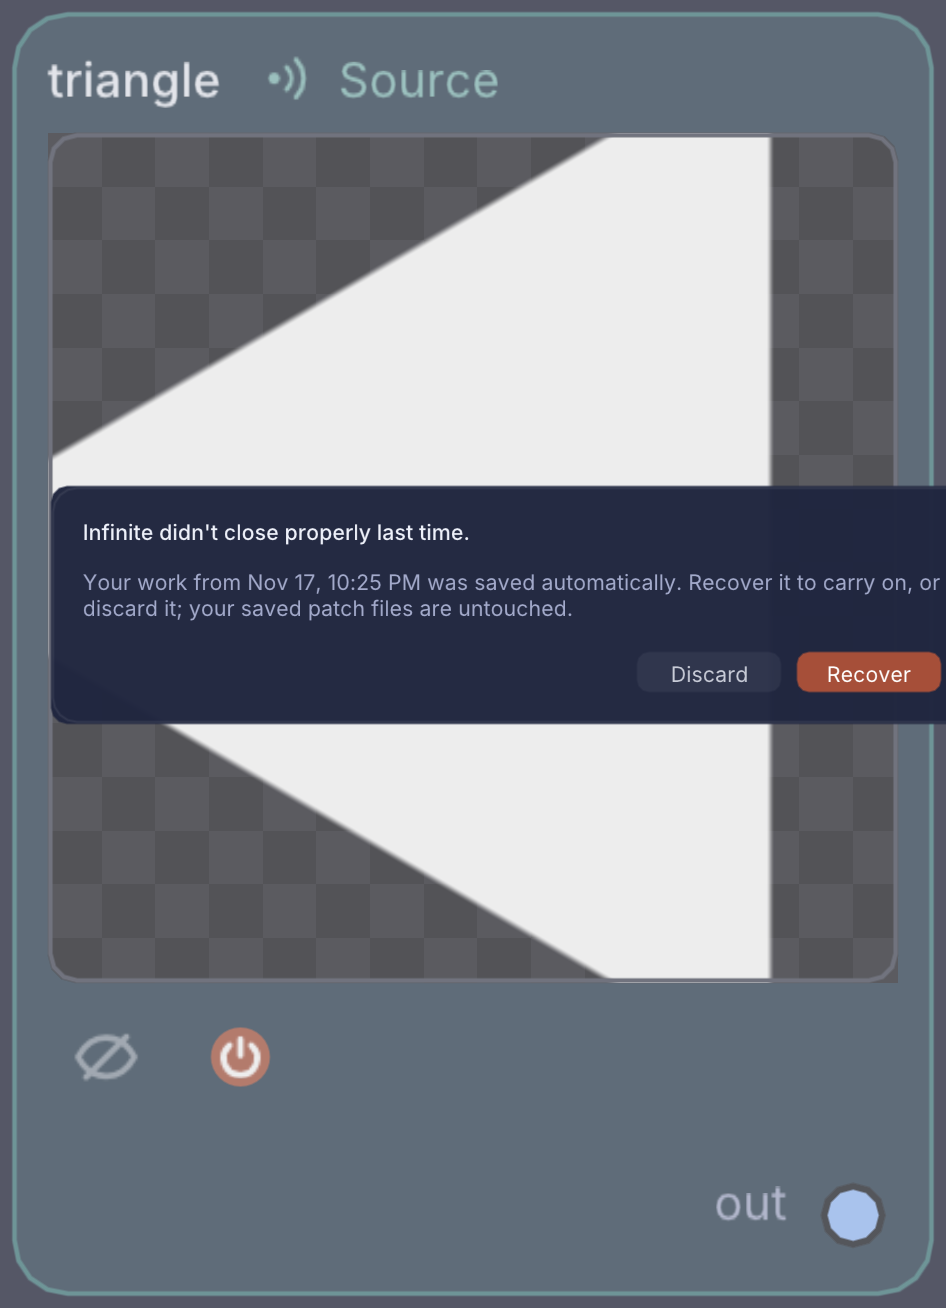 triangle Source
Infinite didn't close properly last time.
Your work from Nov 17, 10:25 PM was saved automatically. Recover it to carry on, or
discard it; your saved patch files are untouched.
Discard Recover
out